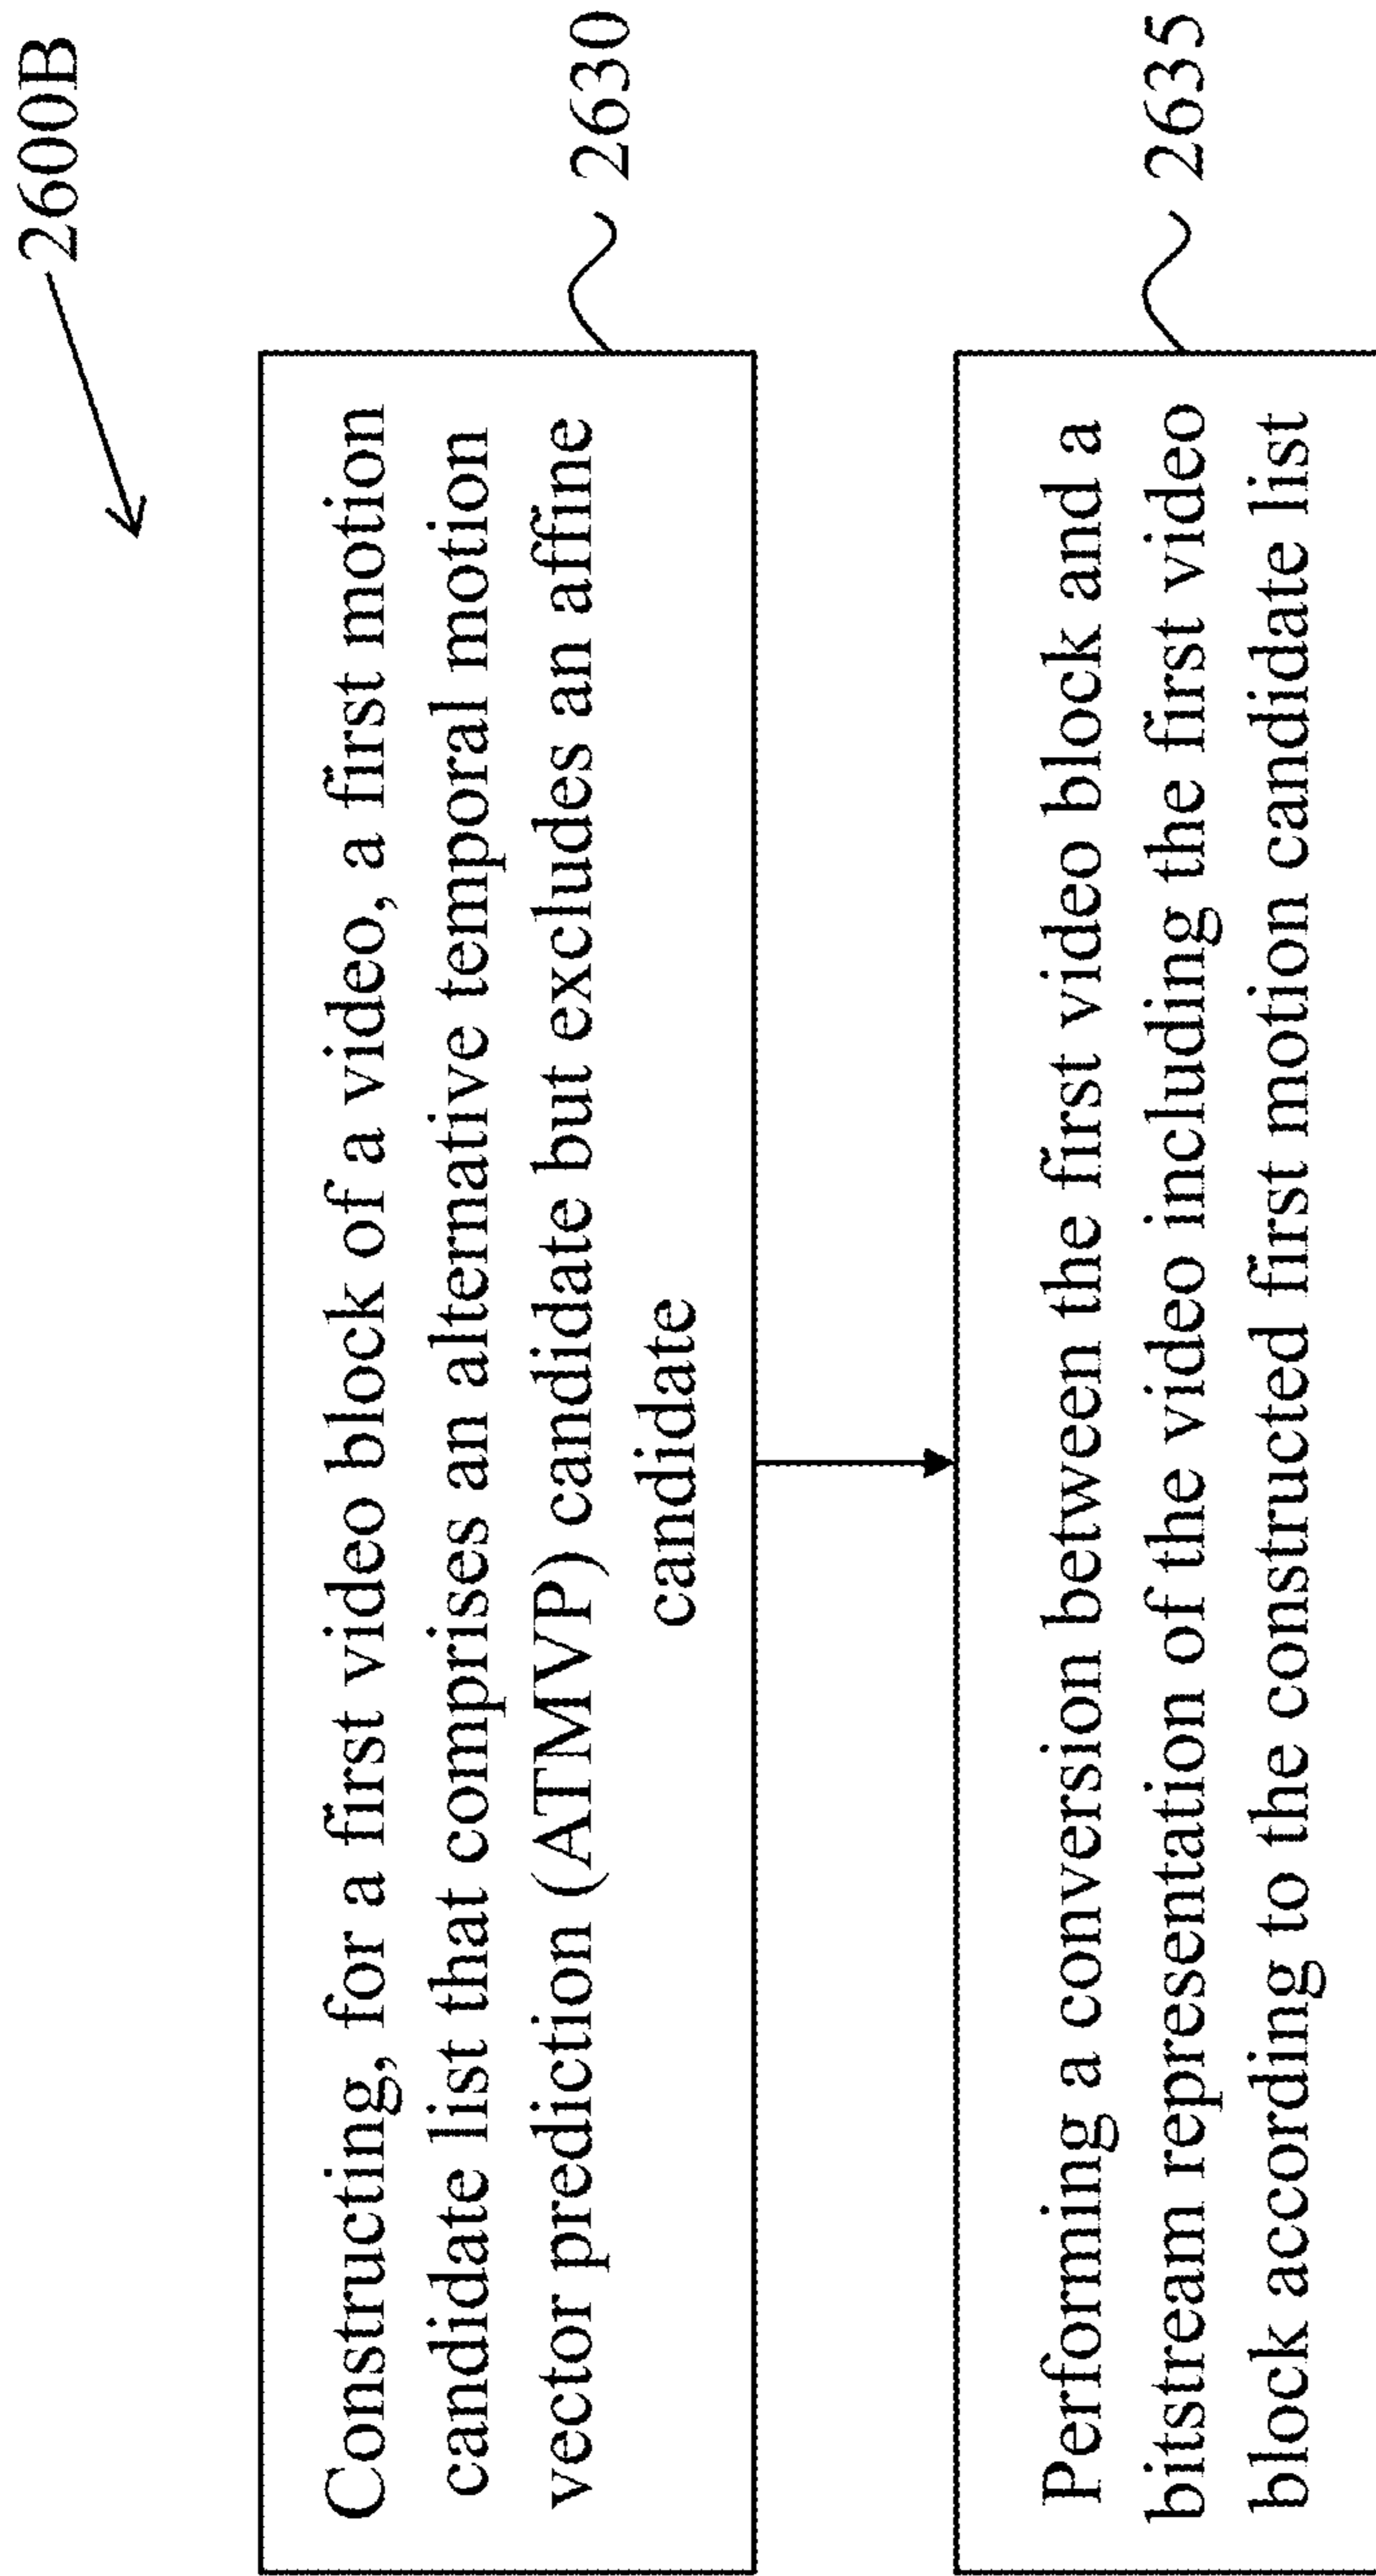 2600B
Constructing, for a first video block of a video, a first motion
candidate list that comprises an alternative temporal motion
vector prediction (ATMVP) candidate but excludes an affine
candidate
2630
Performing a conversion between the first video block and a
bitstream representation of the video including the first video
block according to the constructed first motion candidate list
2635